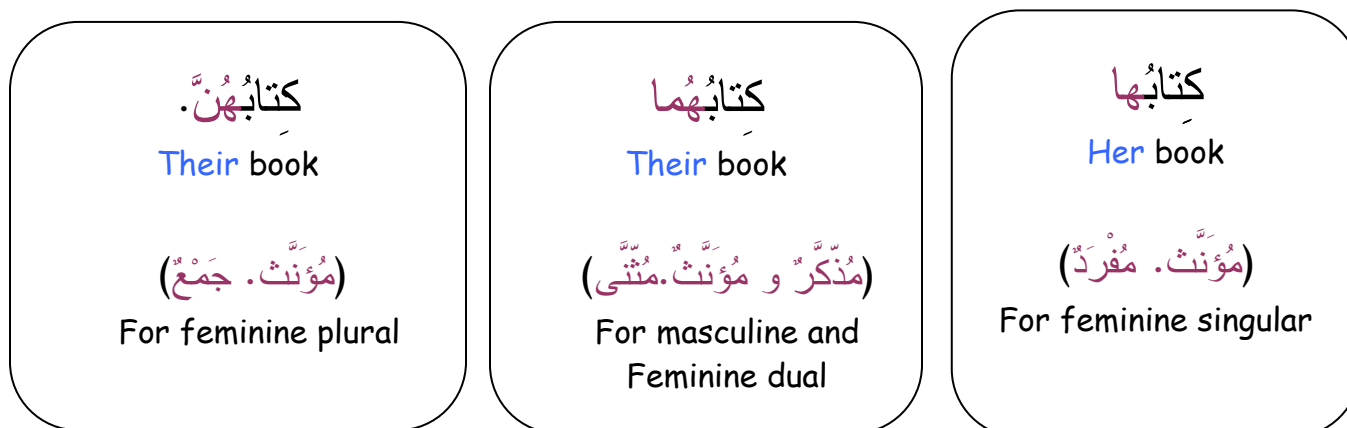 كِتابُها
Her book
(مُؤَنَّث. مُفْرَدٌ)
For feminine singular
كِتابُهُما
Their book
(مُذّكَّرٌ و مُؤَنَّثٌ.مُثّنَّى)
For masculine and
Feminine dual
كِتابُهُنَّ.
Their book
(مُؤَنَّث. جَمْعٌ)
For feminine plural